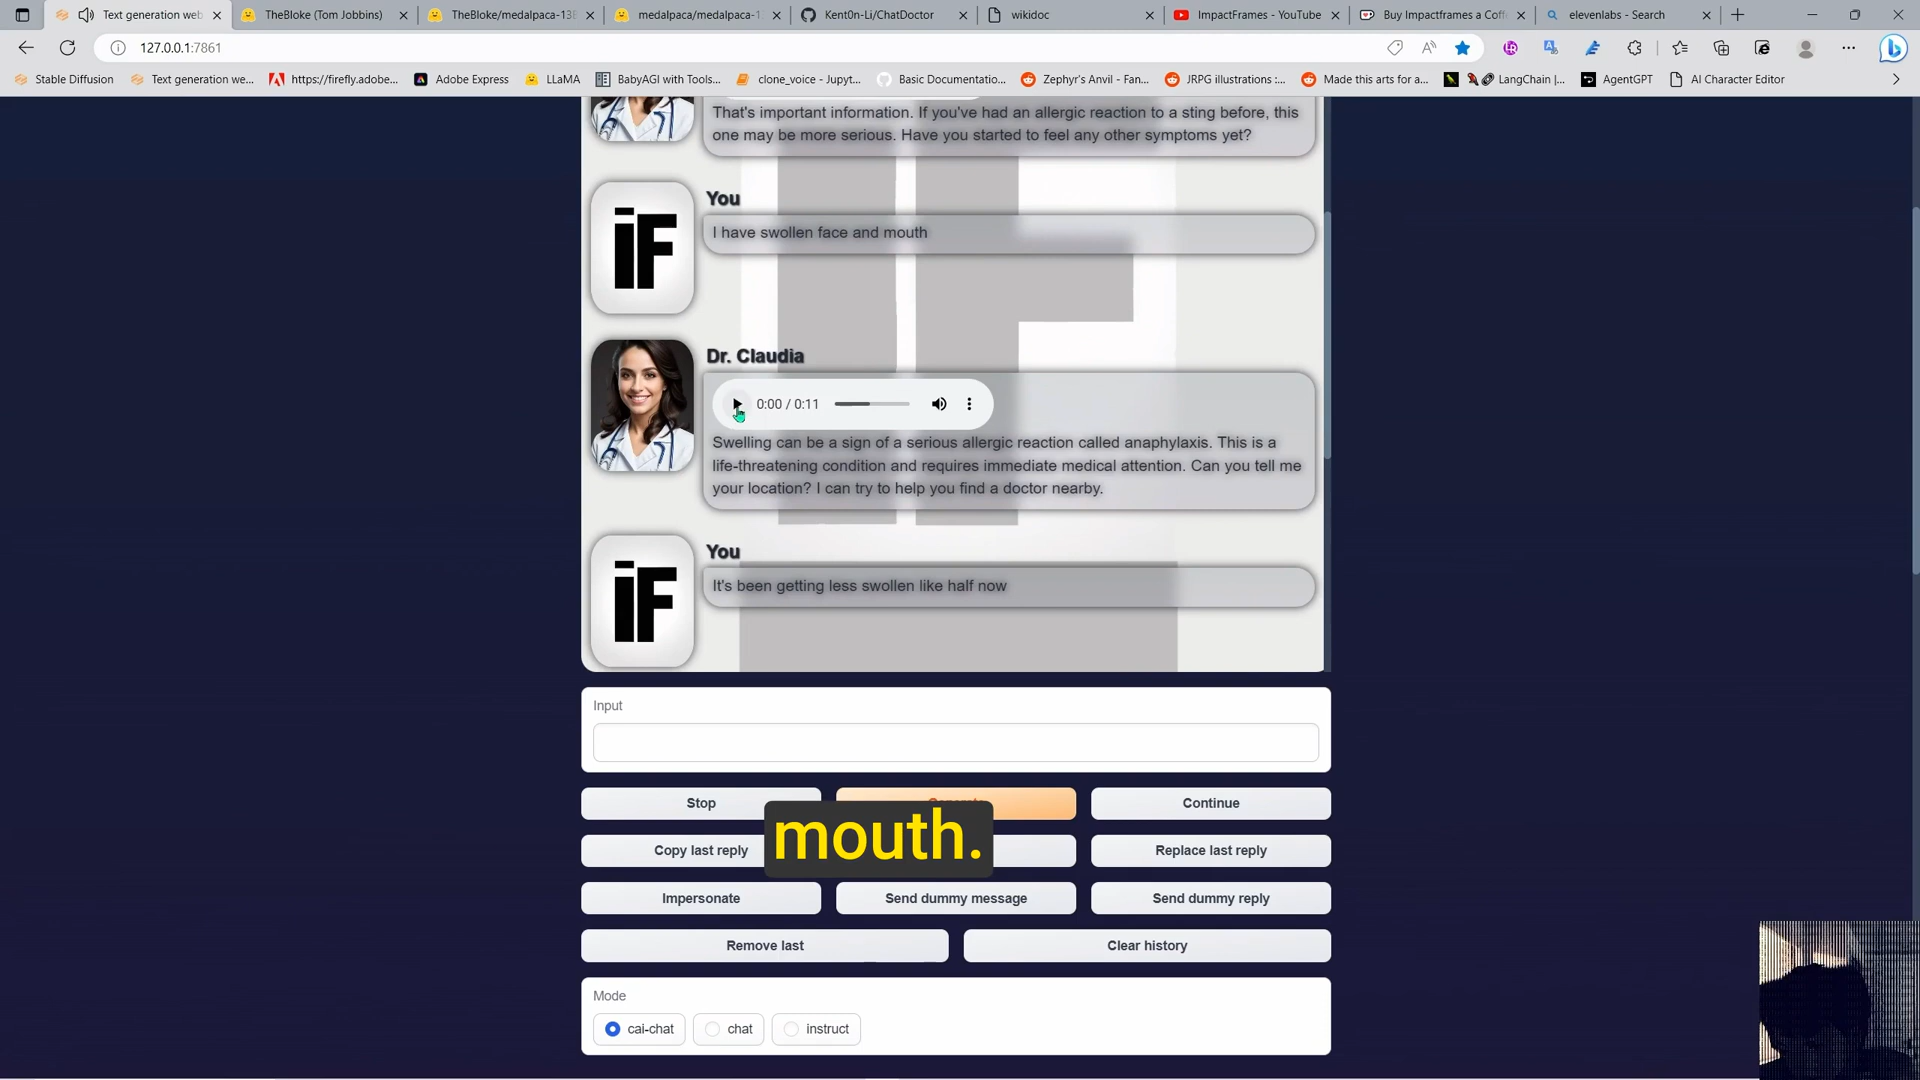 Text generation web
TheBloke (Tom Jobbins)
TheBloke/medalpaca-13B
medalpaca/medalpaca-1
Kent0n-Li/ChatDoctor
wikidoc
ImpactFrames - YouTube
Buy Impactframes a Coff
elevenlabs - Search
127.0.0.1:7861
Stable Diffusion
Text generation we...
https://firefly.adobe...
Adobe Express
LLaMA
BabyAGI with Tools...
clone_voice - Jupyt...
Basic Documentatio...
Zephyr's Anvil - Fan...
JRPG illustrations :...
Made this arts for a...
LangChain |...
AgentGPT
AI Character Editor
That's important information. If you've had an allergic reaction to a sting before, this
one may be more serious. Have you started to feel any other symptoms yet?
You
I have swollen face and mouth
iF
Dr. Claudia
0:00 / 0:11
Swelling can be a sign of a serious allergic reaction called anaphylaxis. This is a
life-threatening condition and requires immediate medical attention. Can you tell me
your location? I can try to help you find a doctor nearby.
You
It's been getting less swollen like half now
iF
Input
Stop
Continue
mouth.
Copy last reply
Replace last reply
Impersonate
Send dummy message
Send dummy reply
Remove last
Clear history
Mode
cai-chat
chat
instruct